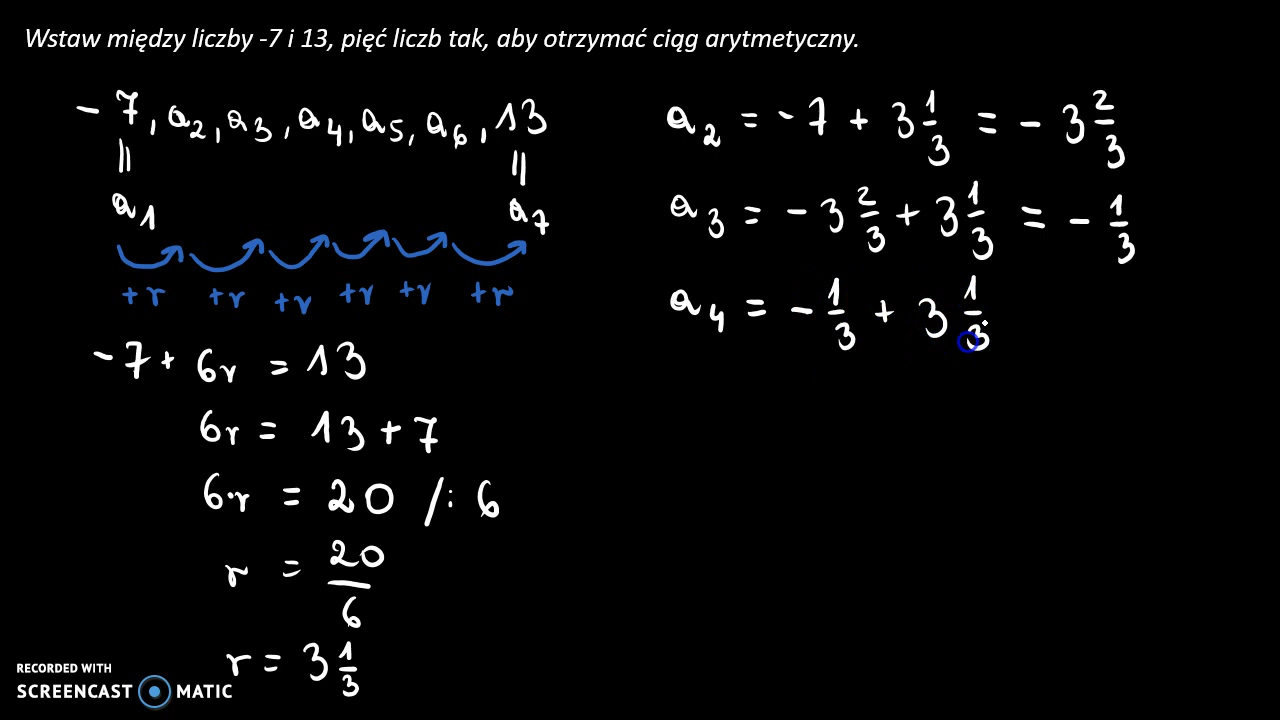 Wstaw między liczby -7 i 13, pięć liczb tak, aby otrzymać ciąg arytmetyczny.
-7, a₂, a₃, a₄, a₅, a₆, 13
|| ||
a₁ a₇
+r +r +r +r +r +r
-7 + 6r = 13
6r = 13 + 7
6·r = 20 /: 6
r = 20/6
r = 3 1/3
a₂ = -7 + 3 1/3 = -3 2/3
a₃ = -3 2/3 + 3 1/3 = -1/3
a₄ = -1/3 + 3 1/3
RECORDED WITH
SCREENCAST MATIC